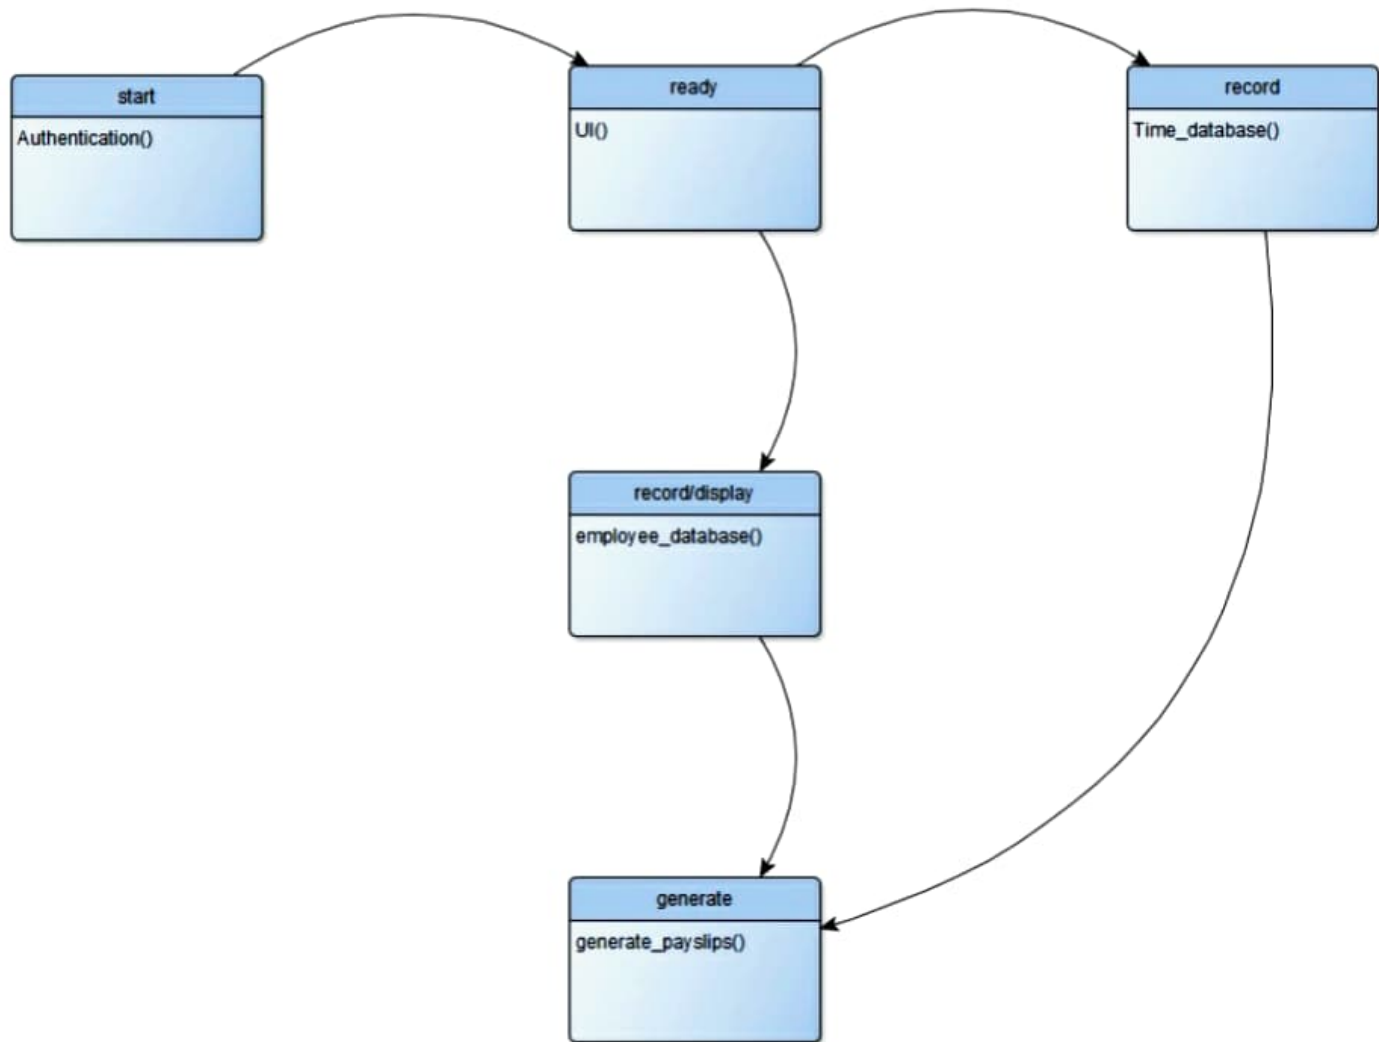 start
Authentication()
ready
UI()
record
Time_database()
record/display
employee_database()
generate
generate_payslips()